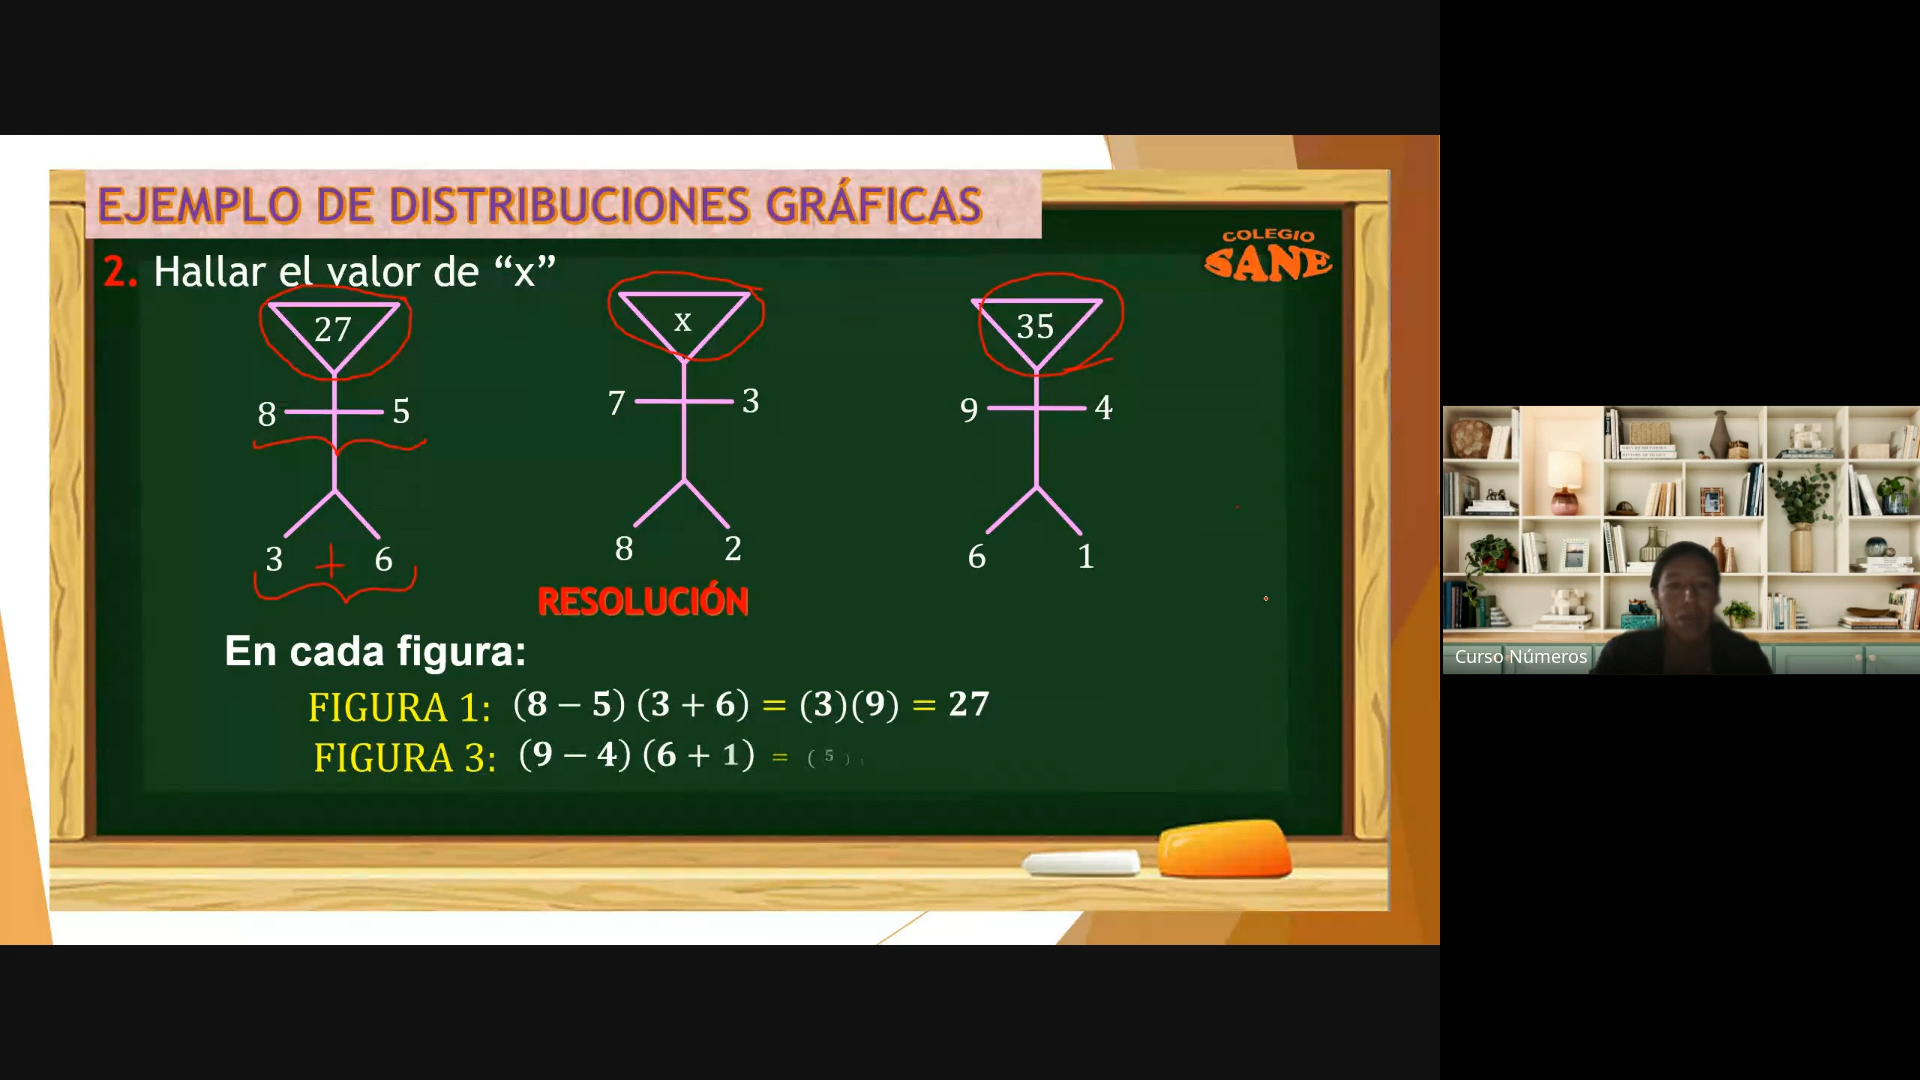 EJEMPLO DE DISTRIBUCIONES GRÁFICAS
COLEGIO
SANE
2. Hallar el valor de “x”
27 x 35
8 5 7 3 9 4
3 + 6 8 2 6 1
RESOLUCIÓN
En cada figura:
FIGURA 1: (8 − 5) (3 + 6) = (3)(9) = 27
FIGURA 3: (9 − 4) (6 + 1) = (5)
Curso Números